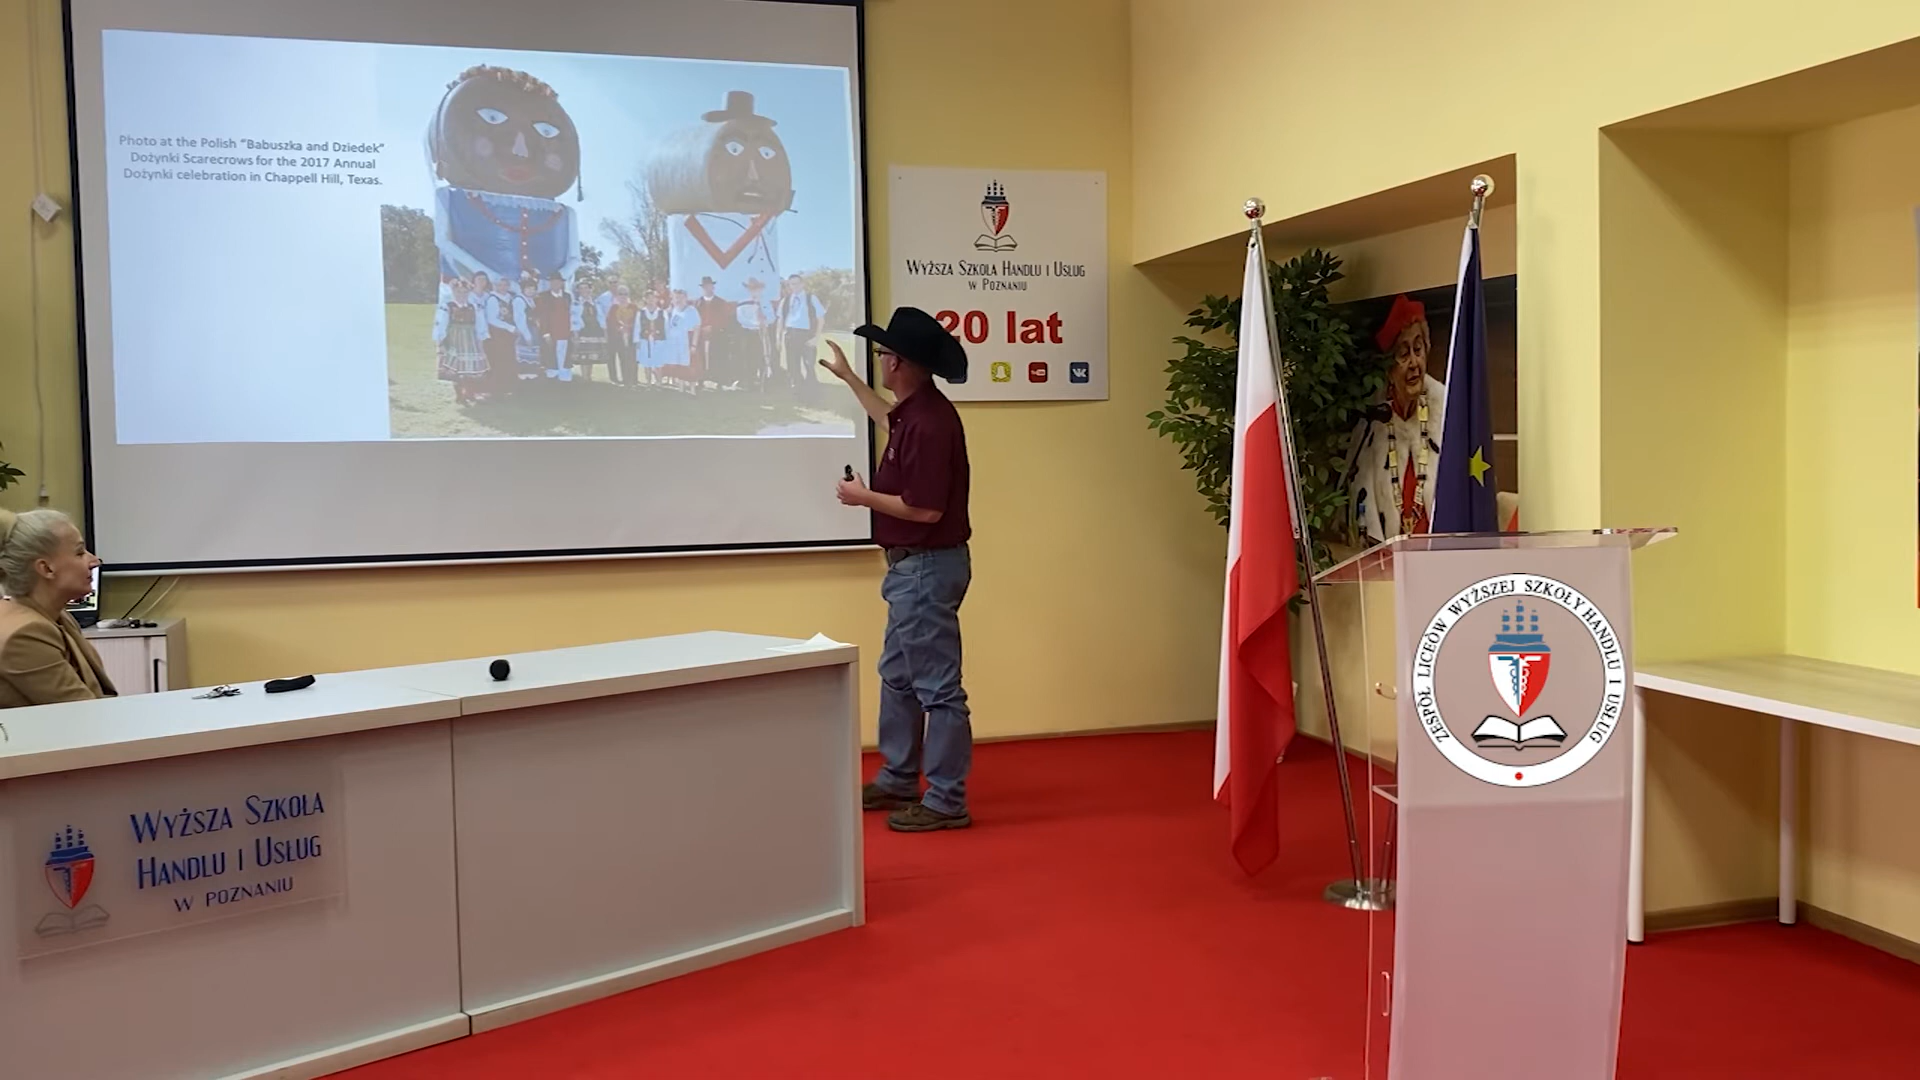 Photo at the Polish “Babuszka and Dziedek”
Dożynki Scarecrows for the 2017 Annual
Dożynki celebration in Chappell Hill, Texas.
Wyższa Szkoła Handlu i Usług
w Poznaniu
20 lat
Wyższa Szkoła
Handlu i Usług
w Poznaniu
ZESPÓŁ LICEÓW WYŻSZEJ SZKOŁY HANDLU I USŁUG